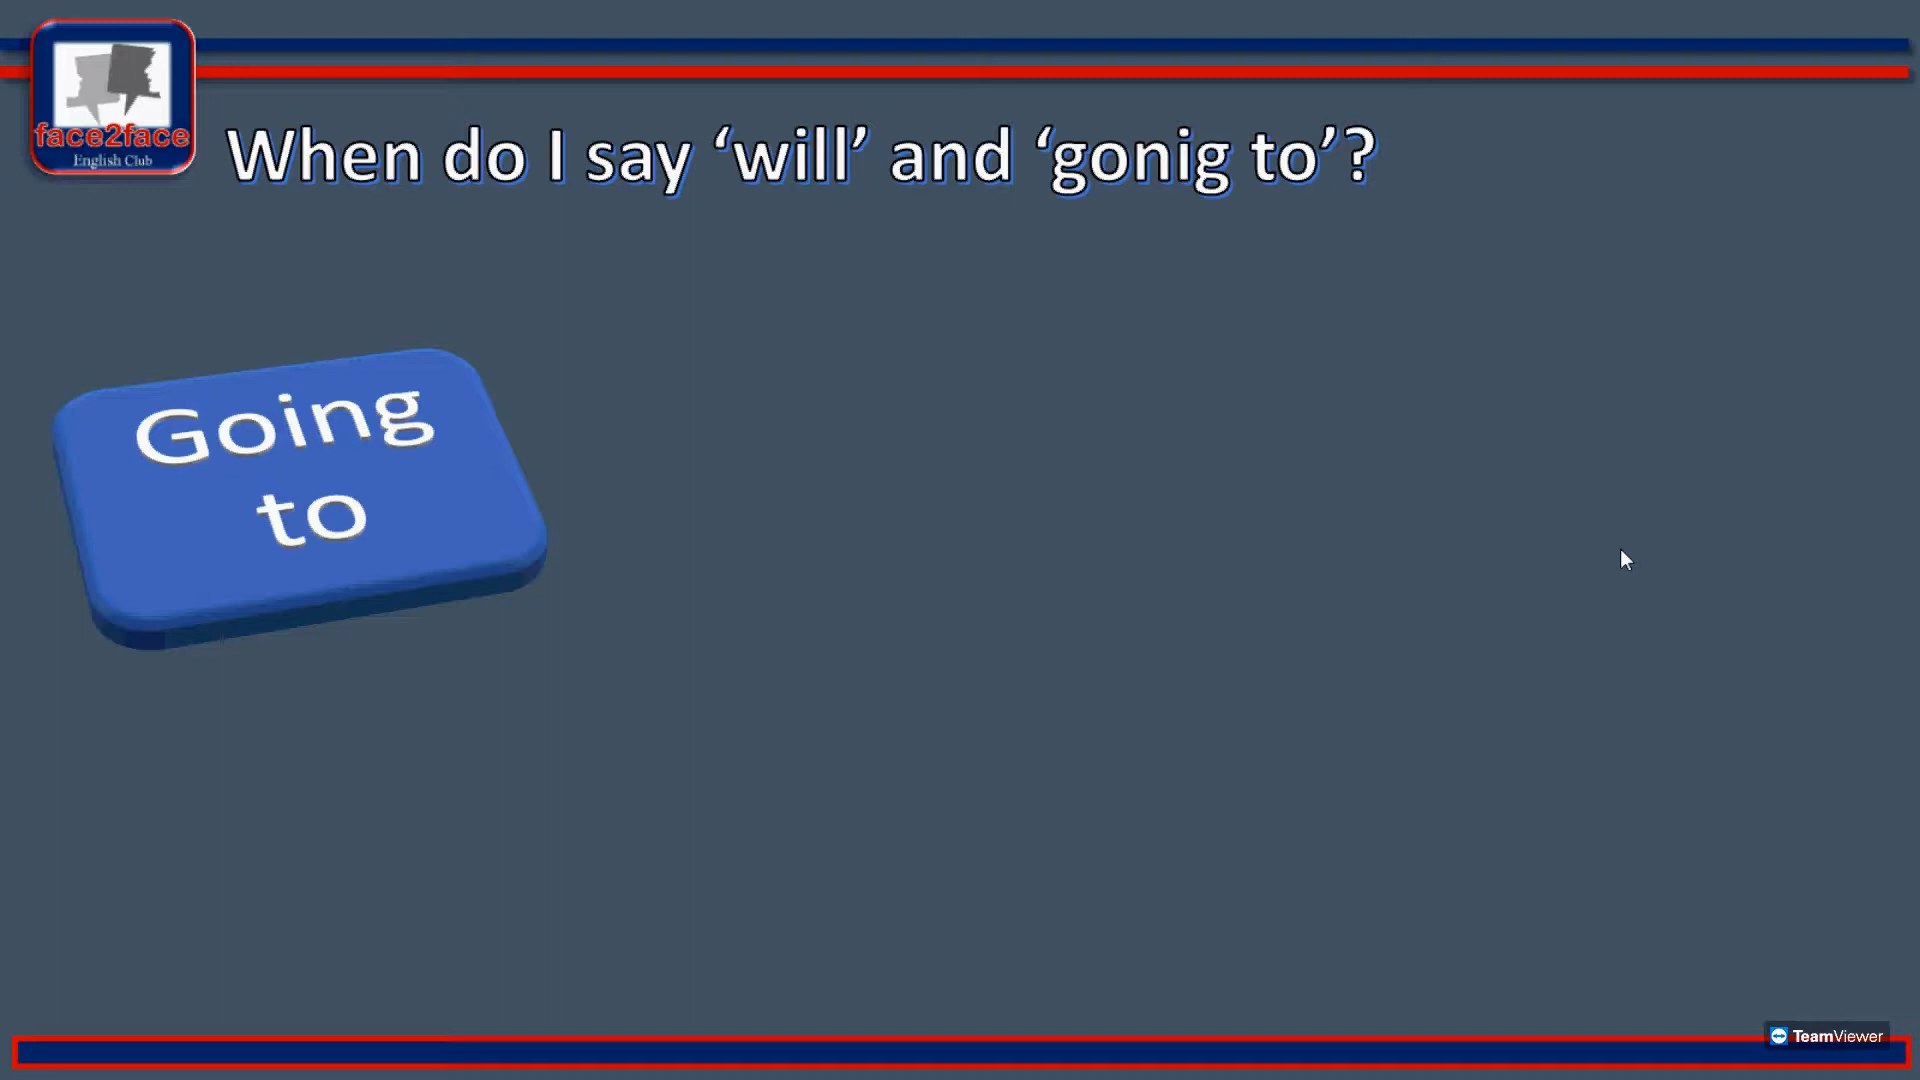 face2face
English Club
When do I say ‘will’ and ‘gonig to’?
Going
to
TeamViewer